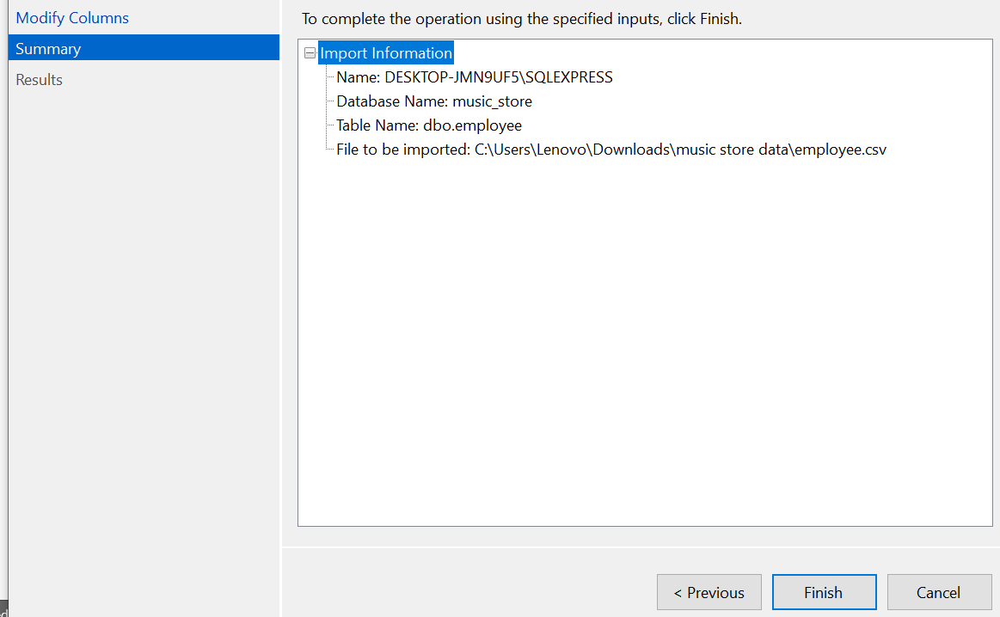 Modify Columns
Summary
Results
To complete the operation using the specified inputs, click Finish.
Import Information
Name: DESKTOP-JMN9UF5\SQLEXPRESS
Database Name: music_store
Table Name: dbo.employee
File to be imported: C:\Users\Lenovo\Downloads\music store data\employee.csv
< Previous
Finish
Cancel